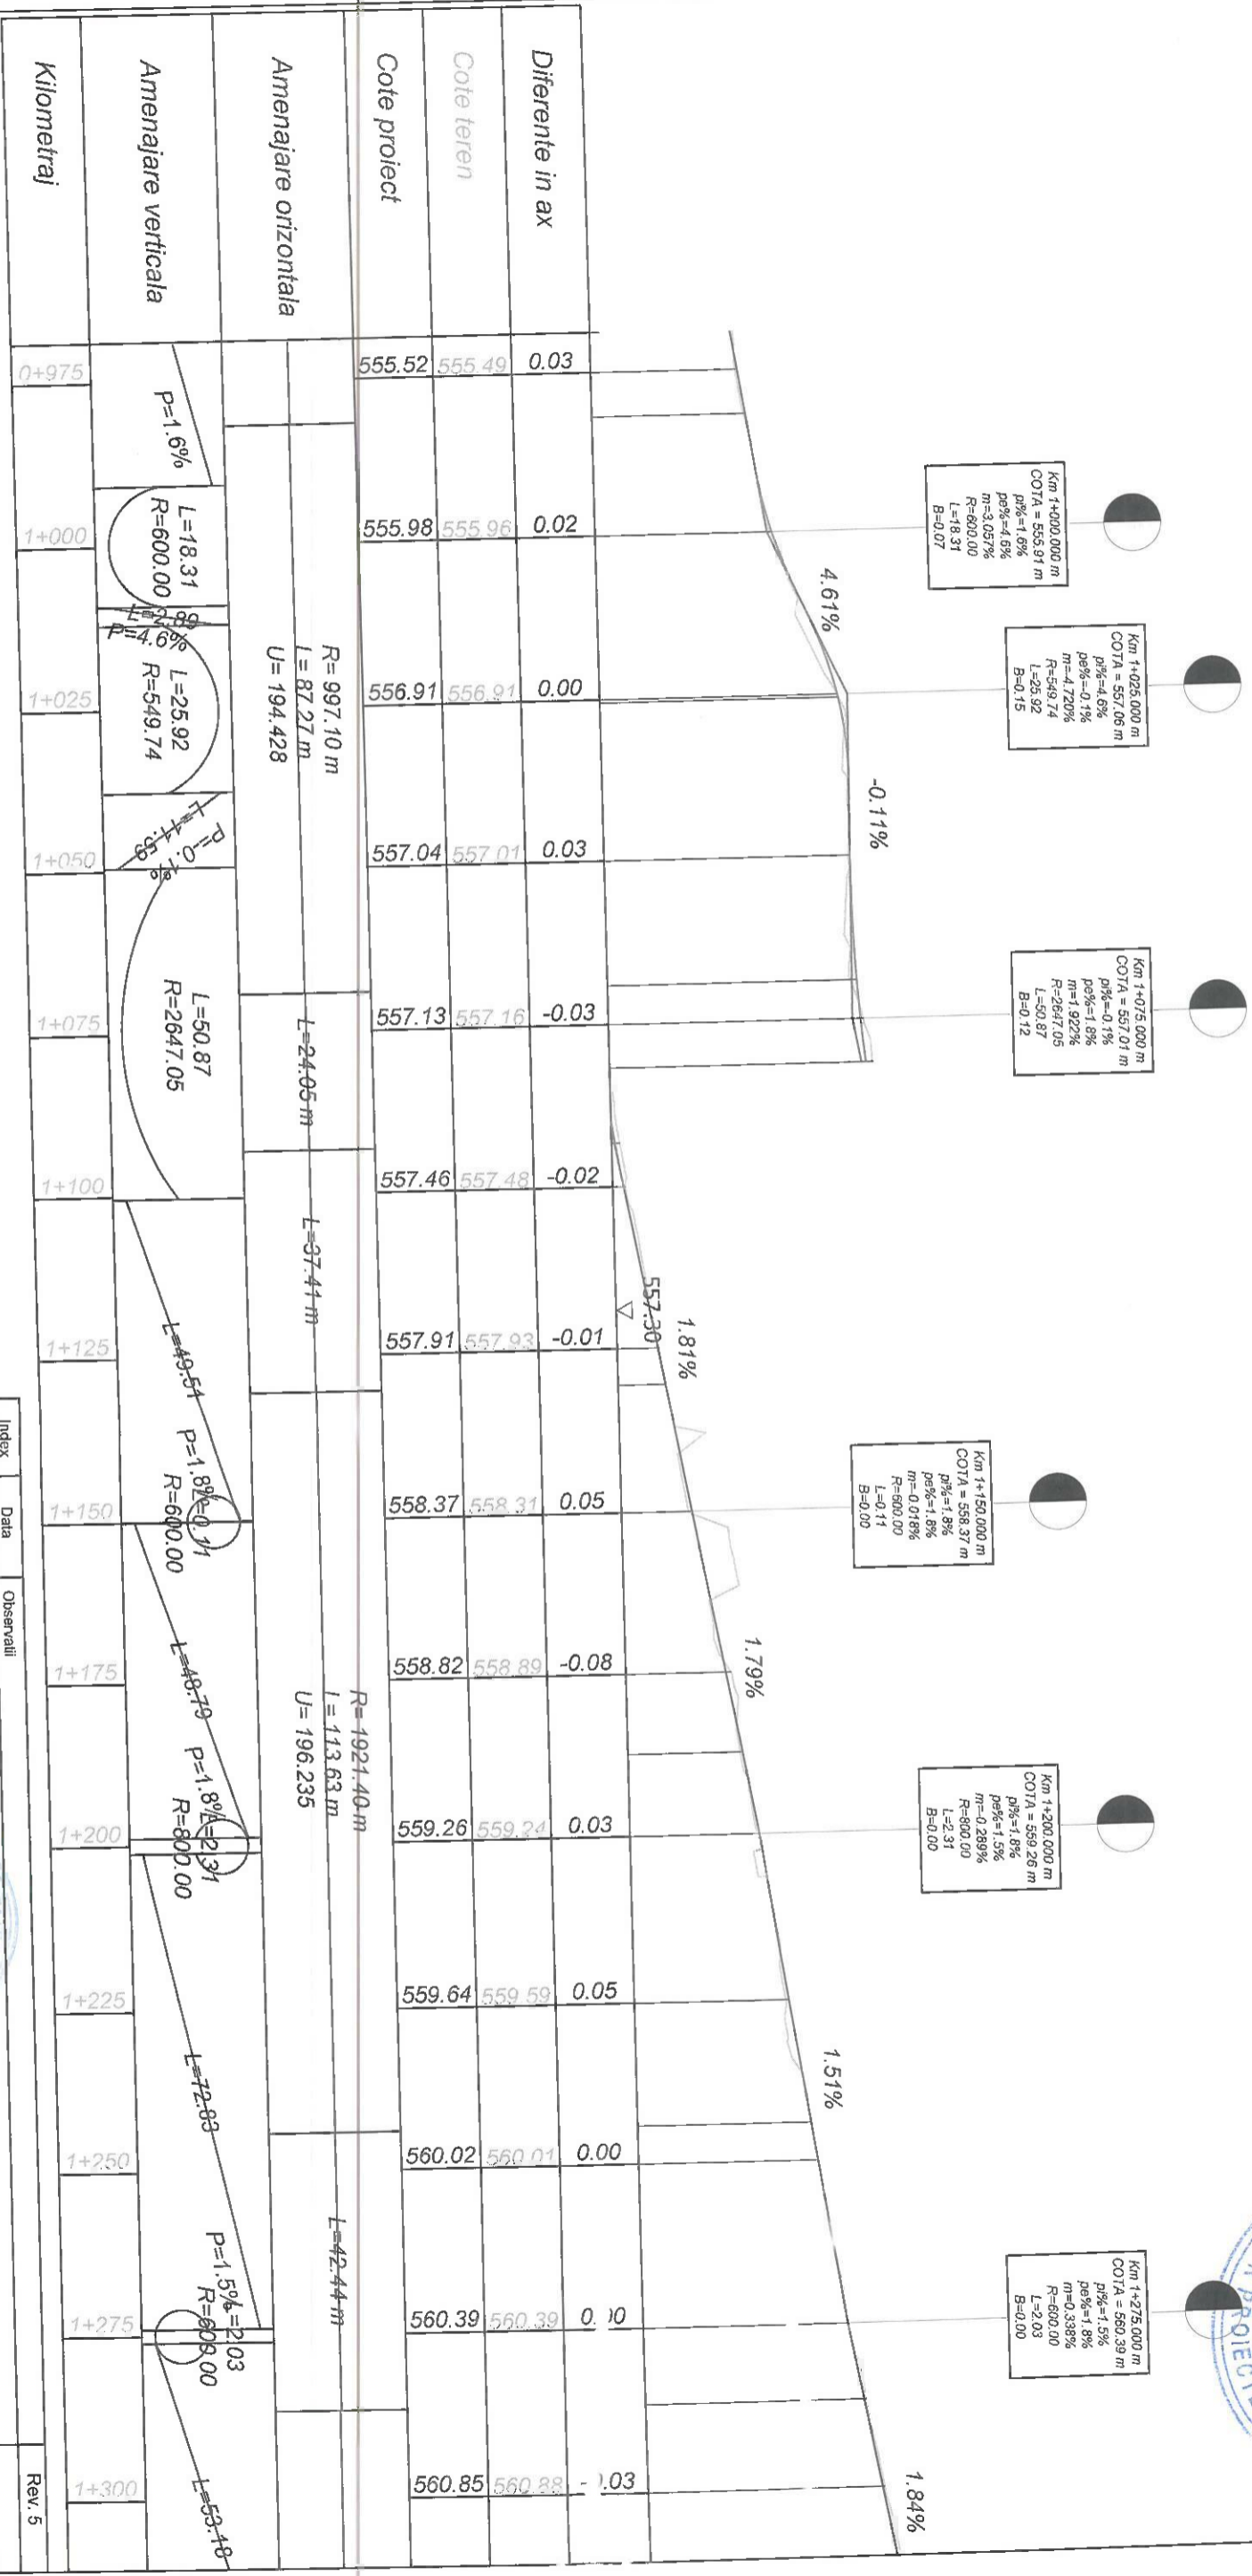 Km 1+000.000 m
COTA = 555.91 m
pi%=1.6%
pe%=4.6%
m=3.057%
R=600.00
L=18.31
B=0.07
Km 1+025.000 m
COTA = 557.06 m
pi%=4.6%
pe%=-0.1%
m=-4.720%
R=549.74
L=25.92
B=0.15
Km 1+075.000 m
COTA = 557.01 m
pi%=-0.1%
pe%=1.8%
m=1.922%
R=2647.05
L=50.87
B=0.12
Km 1+150.000 m
COTA = 558.37 m
pi%=1.8%
pe%=1.8%
m=-0.018%
R=600.00
L=0.11
B=0.00
Km 1+200.000 m
COTA = 559.26 m
pi%=1.8%
pe%=1.5%
m=-0.289%
R=800.00
L=2.31
B=0.00
Km 1+275.000 m
COTA = 560.39 m
pi%=1.5%
pe%=1.8%
m=0.338%
R=600.00
L=2.03
B=0.00
4.61%
-0.11%
1.81%
1.79%
1.51%
1.84%
557.30
Diferente in ax
0.03
0.02
0.00
0.03
-0.03
-0.02
-0.01
0.05
-0.08
0.03
0.05
0.00
Cote teren
555.49
555.96
556.91
557.01
557.16
557.48
557.93
558.31
558.89
559.24
559.59
560.01
560.39
560.88
Cote proiect
555.52
555.98
556.91
557.04
557.13
557.46
557.91
558.37
558.82
559.26
559.64
560.02
560.39
560.85
Amenajare orizontala
R= 997.10 m
l= 87.27 m
U= 194.428
L=24.05 m
L=37.41 m
R= 1921.40 m
l= 113.63 m
U= 196.235
L=42.44 m
Amenajare verticala
P=1.6%
L=18.31
R=600.00
L=2.89
P=4.6%
L=25.92
R=549.74
L=50.87
R=2647.05
L=49.51
P=1.8%
L=0.11
R=600.00
L=48.79
P=1.8%
L=2.31
R=800.00
L=72.83
P=1.5%
L=2.03
R=600.00
L=53.18
Kilometraj
0+975
1+000
1+025
1+050
1+075
1+100
1+125
1+150
1+175
1+200
1+225
1+250
1+275
1+300
Index
Data
Observatii
Rev. 5